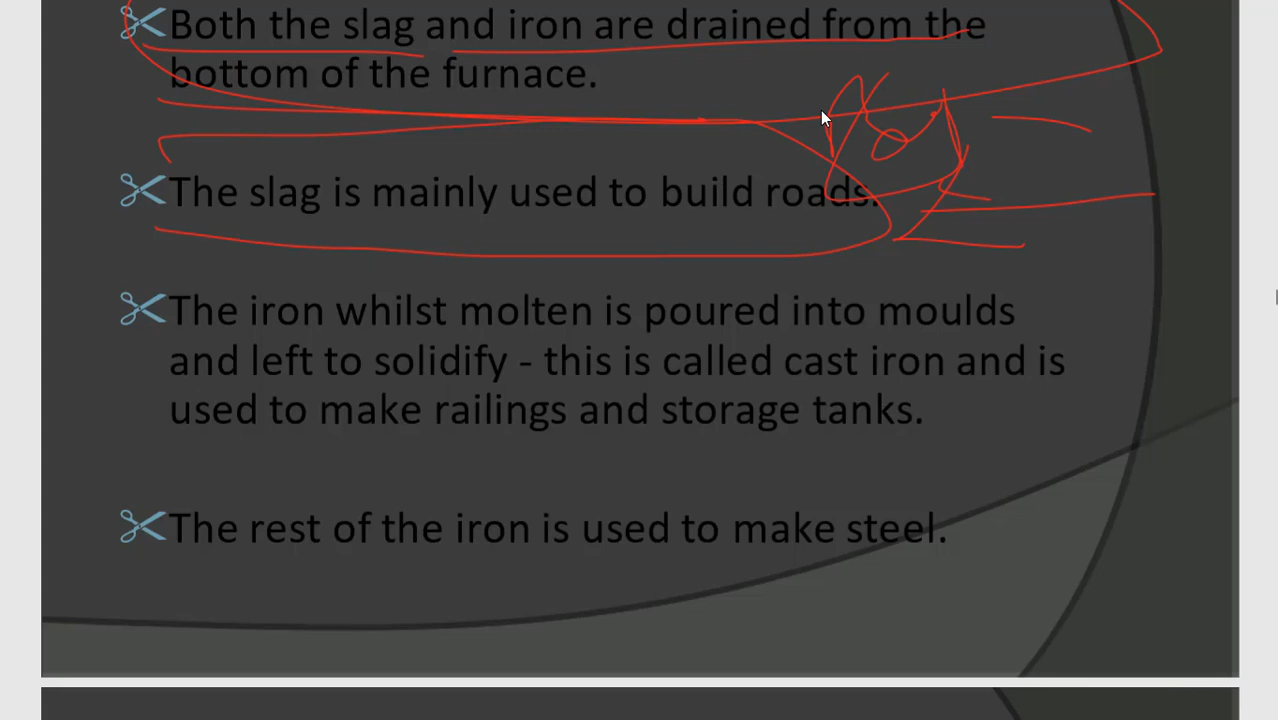 Both the slag and iron are drained from the
bottom of the furnace.
The slag is mainly used to build roads.
The iron whilst molten is poured into moulds
and left to solidify - this is called cast iron and is
used to make railings and storage tanks.
The rest of the iron is used to make steel.